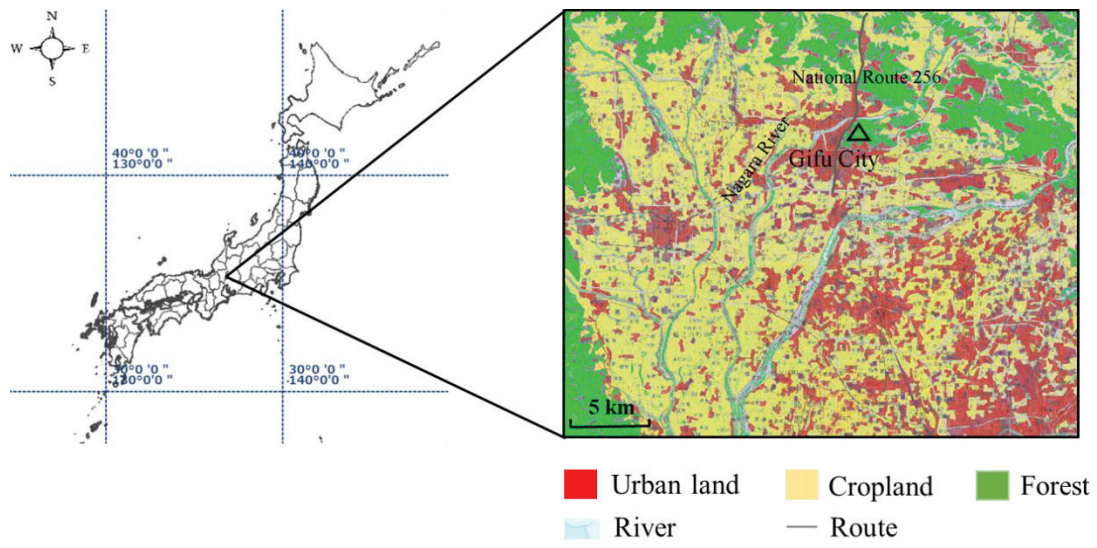 N
W E
S
40°0 '0 "
130°0'0 "
40°0 '0 "
140°0'0 "
30°0 '0 "
130°0'0 "
30°0 '0 "
140°0'0 "
National Route 256
Nagara River
Gifu City
5 km
Urban land
Cropland
Forest
River
Route